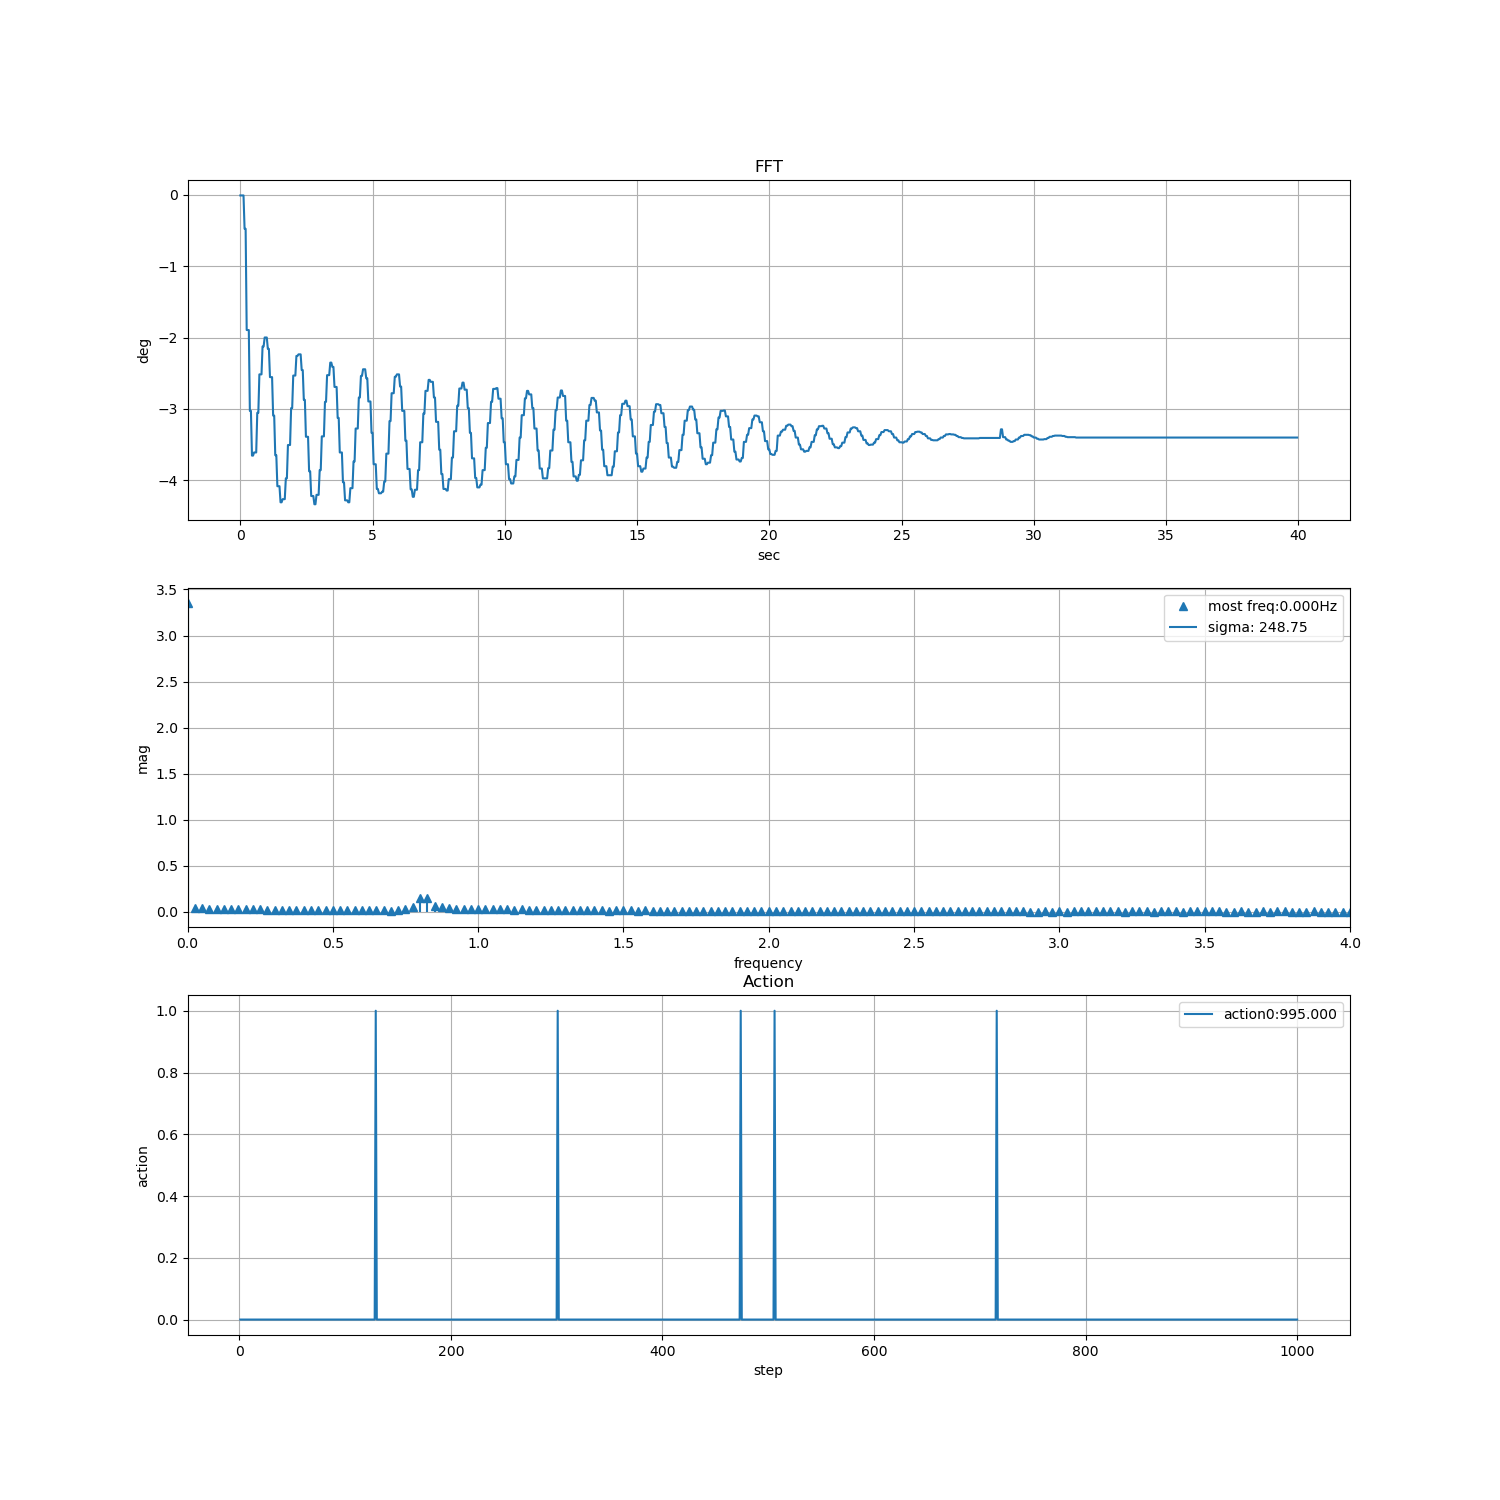 FFT
0
−1
−2
−3
−4
deg
0 5 10 15 20 25 30 35 40
sec
3.5
3.0
2.5
2.0
1.5
1.0
0.5
0.0
mag
most freq:0.000Hz
sigma: 248.75
0.0 0.5 1.0 1.5 2.0 2.5 3.0 3.5 4.0
frequency
Action
1.0
0.8
0.6
0.4
0.2
0.0
action
action0:995.000
0 200 400 600 800 1000
step